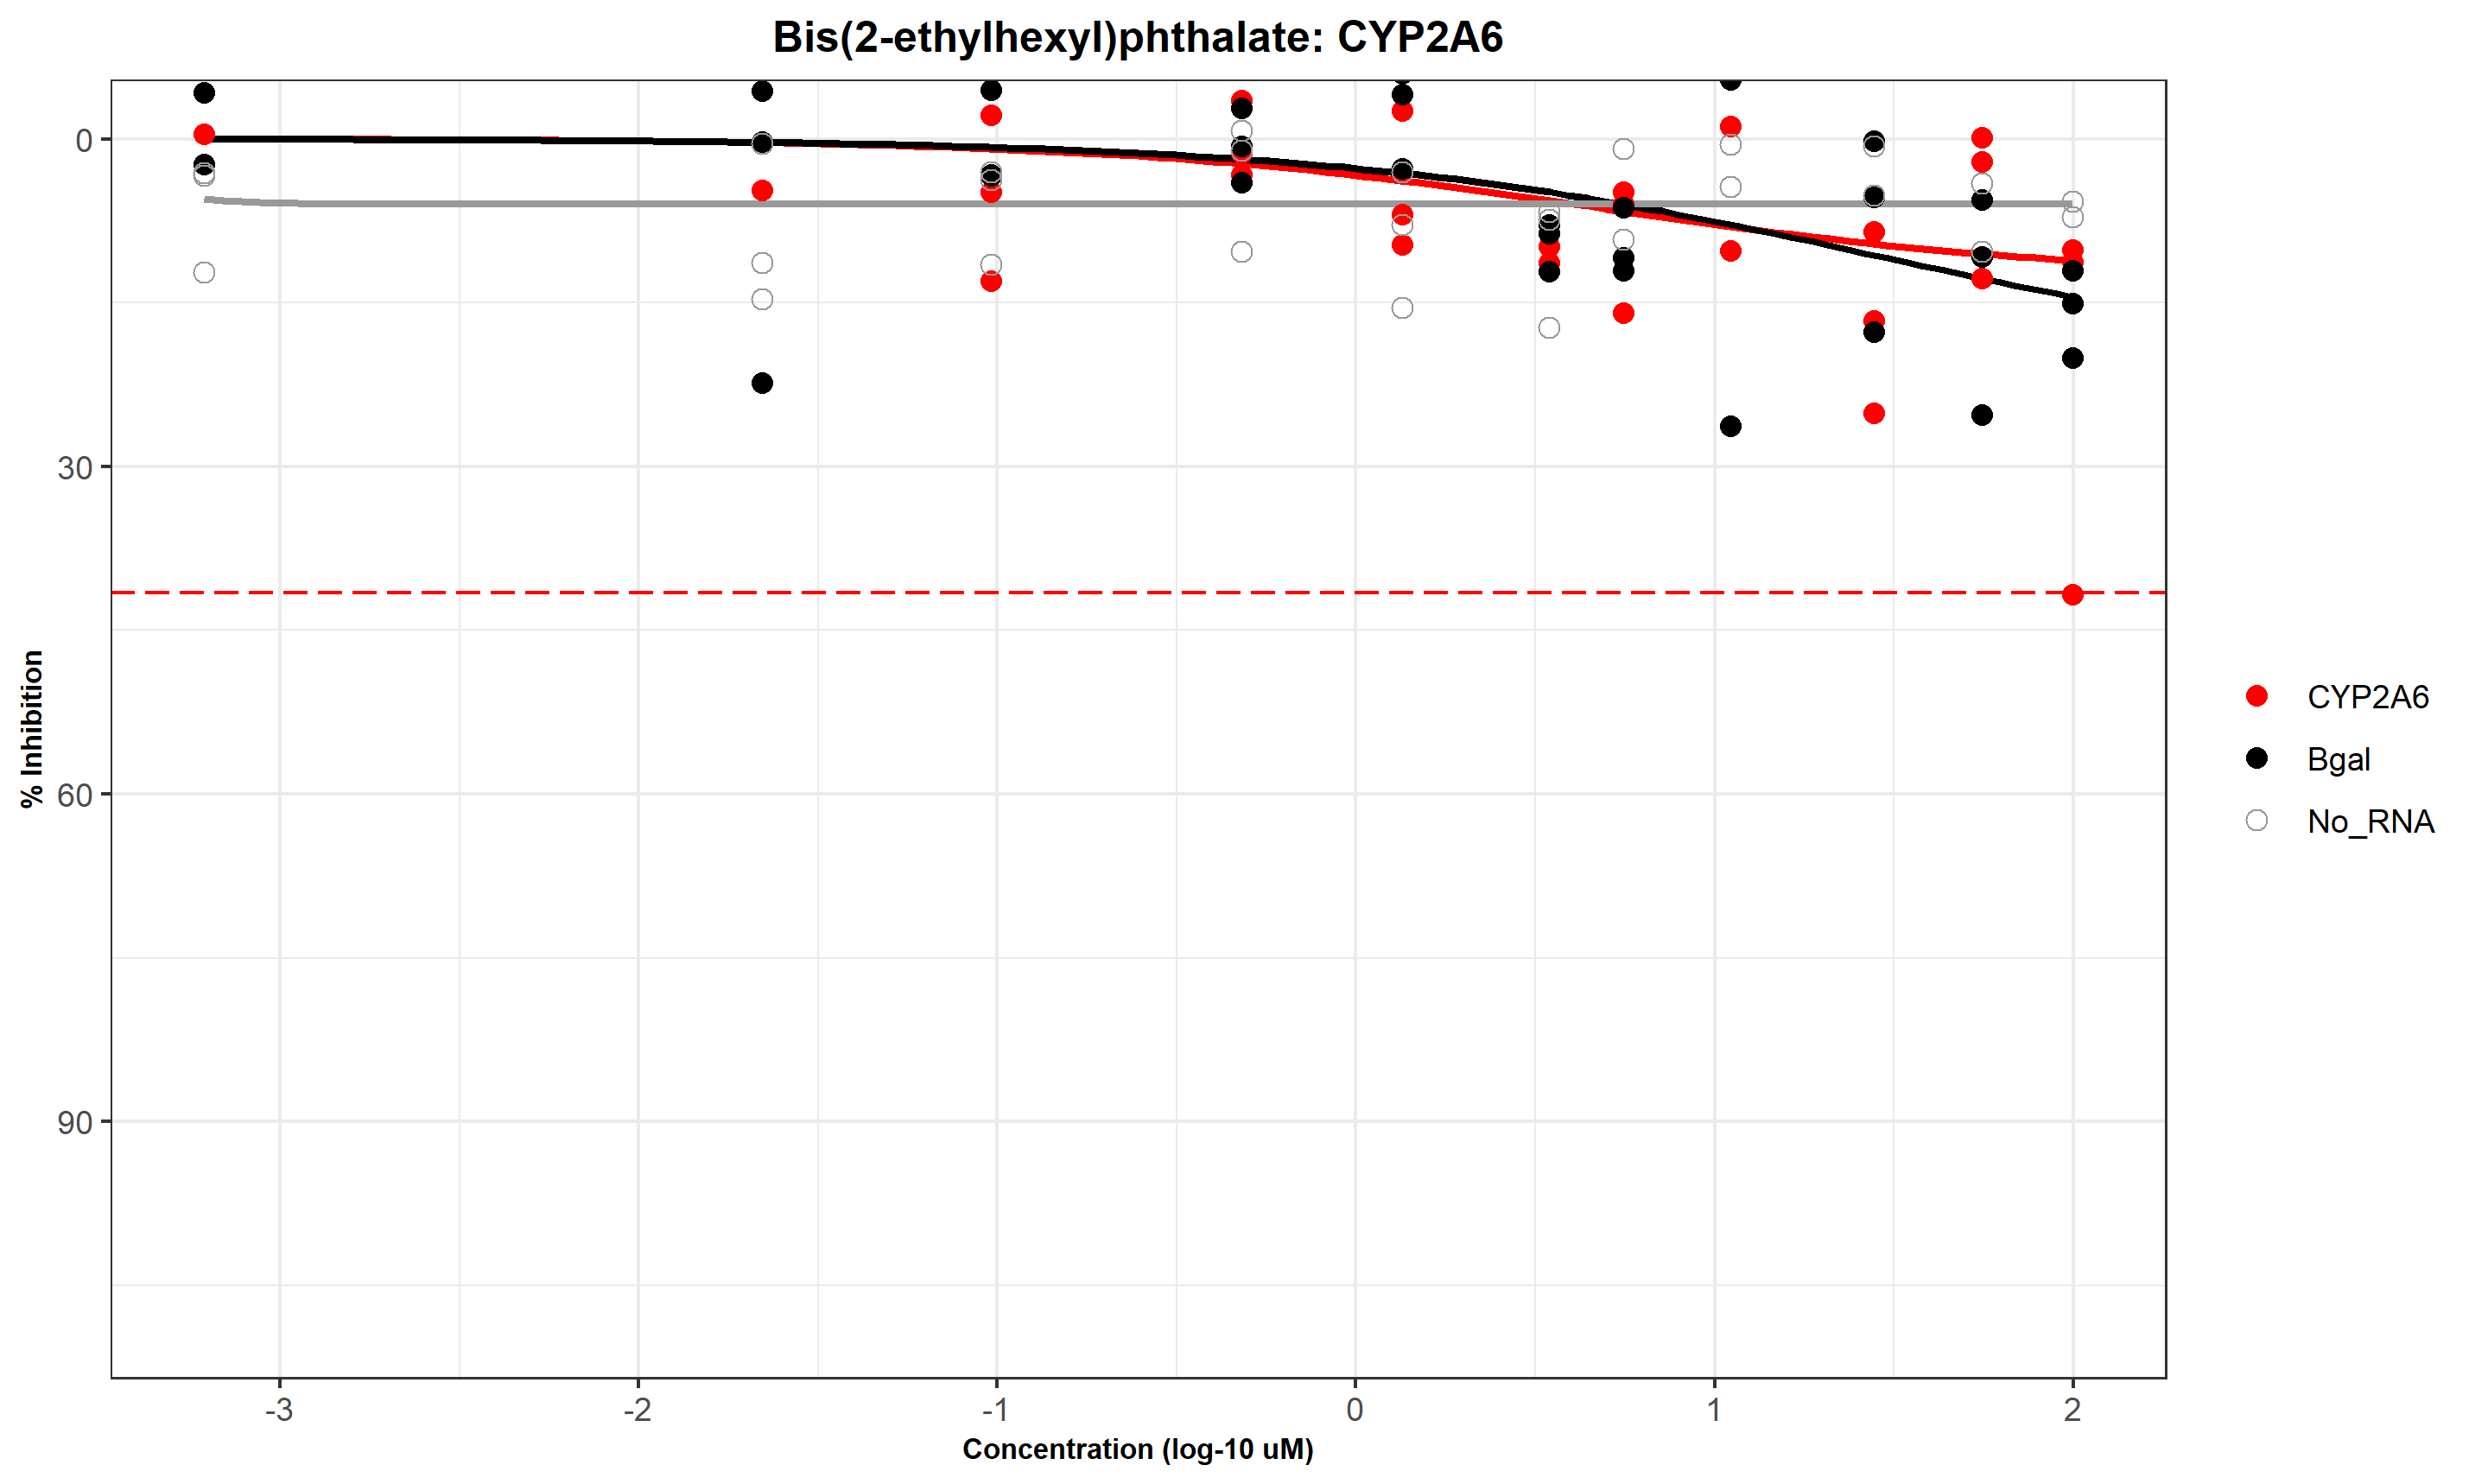 Bis(2-ethylhexyl)phthalate: CYP2A6
0
30
60
90
% Inhibition
-3 -2 -1 0 1 2
Concentration (log-10 uM)
CYP2A6
Bgal
No_RNA